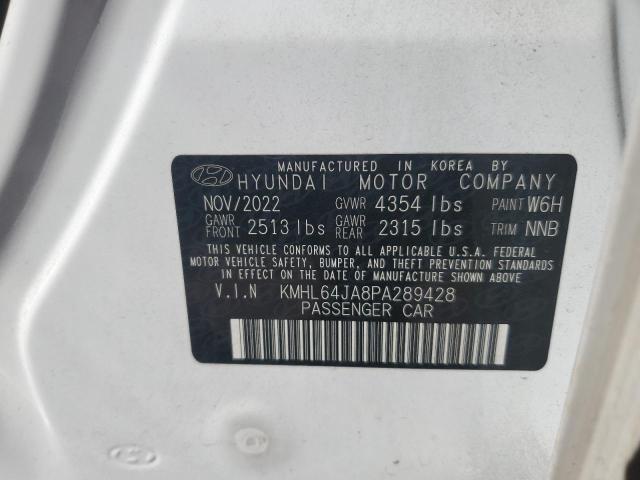 MANUFACTURED IN KOREA BY
HYUNDAI MOTOR COMPANY
NOV/2022 GVWR 4354 lbs PAINT W6H
GAWR FRONT 2513 lbs GAWR REAR 2315 lbs TRIM NNB
THIS VEHICLE CONFORMS TO ALL APPLICABLE U.S.A. FEDERAL
MOTOR VEHICLE SAFETY, BUMPER, AND THEFT PREVENTION STANDARDS
IN EFFECT ON THE DATE OF MANUFACTURE SHOWN ABOVE
V.I.N KMHL64JA8PA289428
PASSENGER CAR